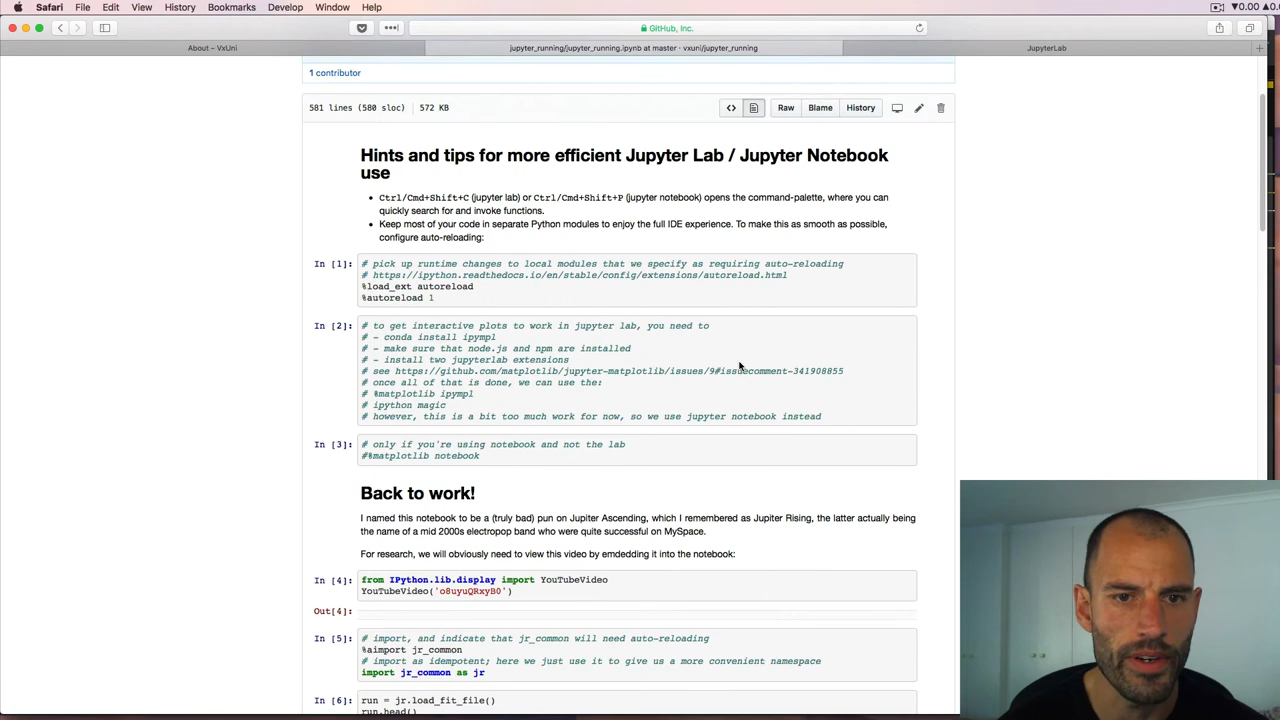 Safari File Edit View History Bookmarks Develop Window Help
GitHub, Inc.
About – VxUni
jupyter_running/jupyter_running.ipynb at master · vxuni/jupyter_running
JupyterLab
1 contributor
581 lines (580 sloc) 572 KB
Raw Blame History
Hints and tips for more efficient Jupyter Lab / Jupyter Notebook
use
Ctrl/Cmd+Shift+C (jupyter lab) or Ctrl/Cmd+Shift+P (jupyter notebook) opens the command-palette, where you can
quickly search for and invoke functions.
Keep most of your code in separate Python modules to enjoy the full IDE experience. To make this as smooth as possible,
configure auto-reloading:
In [1]: # pick up runtime changes to local modules that we specify as requiring auto-reloading
# https://ipython.readthedocs.io/en/stable/config/extensions/autoreload.html
%load_ext autoreload
%autoreload 1
In [2]: # to get interactive plots to work in jupyter lab, you need to
# - conda install ipympl
# - make sure that node.js and npm are installed
# - install two jupyterlab extensions
# see https://github.com/matplotlib/jupyter-matplotlib/issues/9#issuecomment-341908855
# once all of that is done, we can use the:
# %matplotlib ipympl
# ipython magic
# however, this is a bit too much work for now, so we use jupyter notebook instead
In [3]: # only if you're using notebook and not the lab
#%matplotlib notebook
Back to work!
I named this notebook to be a (truly bad) pun on Jupiter Ascending, which I remembered as Jupiter Rising, the latter actually being
the name of a mid 2000s electropop band who were quite successful on MySpace.
For research, we will obviously need to view this video by emdedding it into the notebook:
In [4]: from IPython.lib.display import YouTubeVideo
YouTubeVideo('o8uyuQRxyB0')
Out[4]:
In [5]: # import, and indicate that jr_common will need auto-reloading
%aimport jr_common
# import as idempotent; here we just use it to give us a more convenient namespace
import jr_common as jr
In [6]: run = jr.load_fit_file()
run.head()